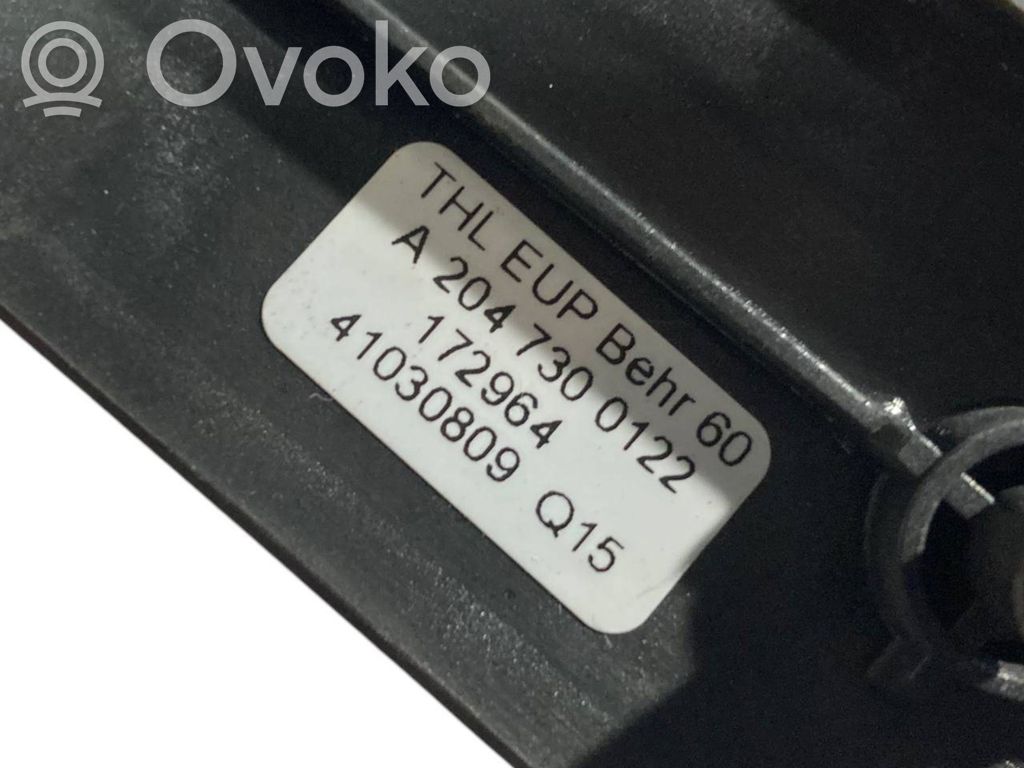 Ovoko
THL EUP Behr 60
A 204 730 0122
172964
41030809 Q15